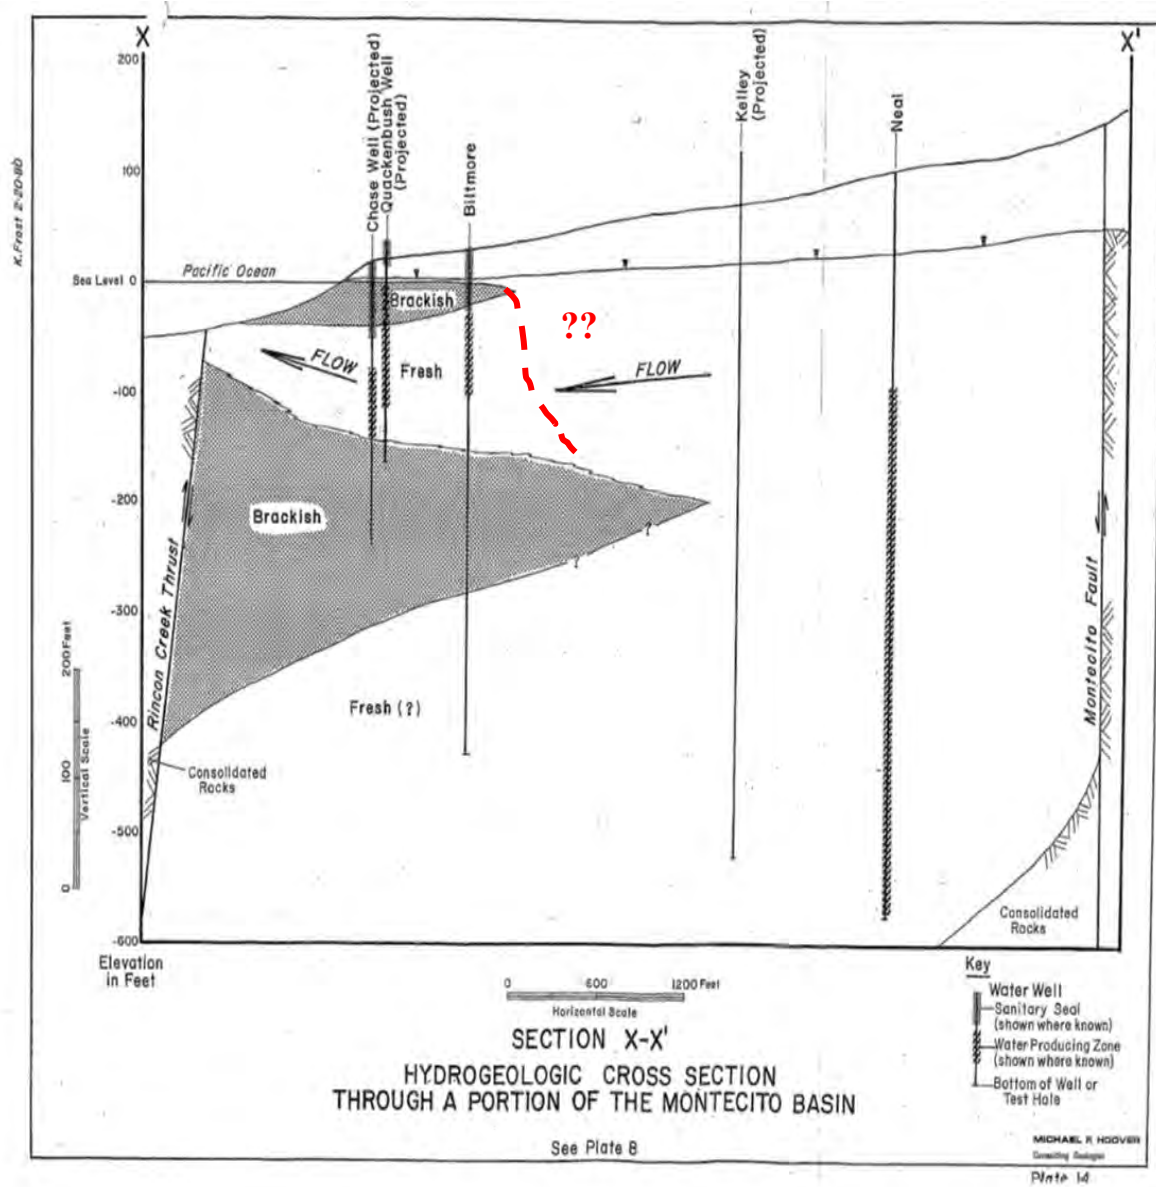 X
X'
200
100
Sea Level 0
-100
-200
-300
-400
-500
-600
Elevation
in Feet
K. Frost 2-20-80
Chase Well (Projected)
Quackenbush Well
(Projected)
Biltmore
Kelley
(Projected)
Neal
Pacific Ocean
Brackish
??
FLOW
Fresh
FLOW
Brackish
?
?
Rincon Creek Thrust
Montecito Fault
Fresh (?)
Consolidated
Rocks
Consolidated
Rocks
200 Feet
100
0
Vertical Scale
0 600 1200 Feet
Horizontal Scale
SECTION X-X'
HYDROGEOLOGIC CROSS SECTION
THROUGH A PORTION OF THE MONTECITO BASIN
See Plate 8
Key
Water Well
Sanitary Seal
(shown where known)
Water Producing Zone
(shown where known)
Bottom of Well or
Test Hole
MICHAEL F. HOOVER
Consulting Geologist
Plate 14